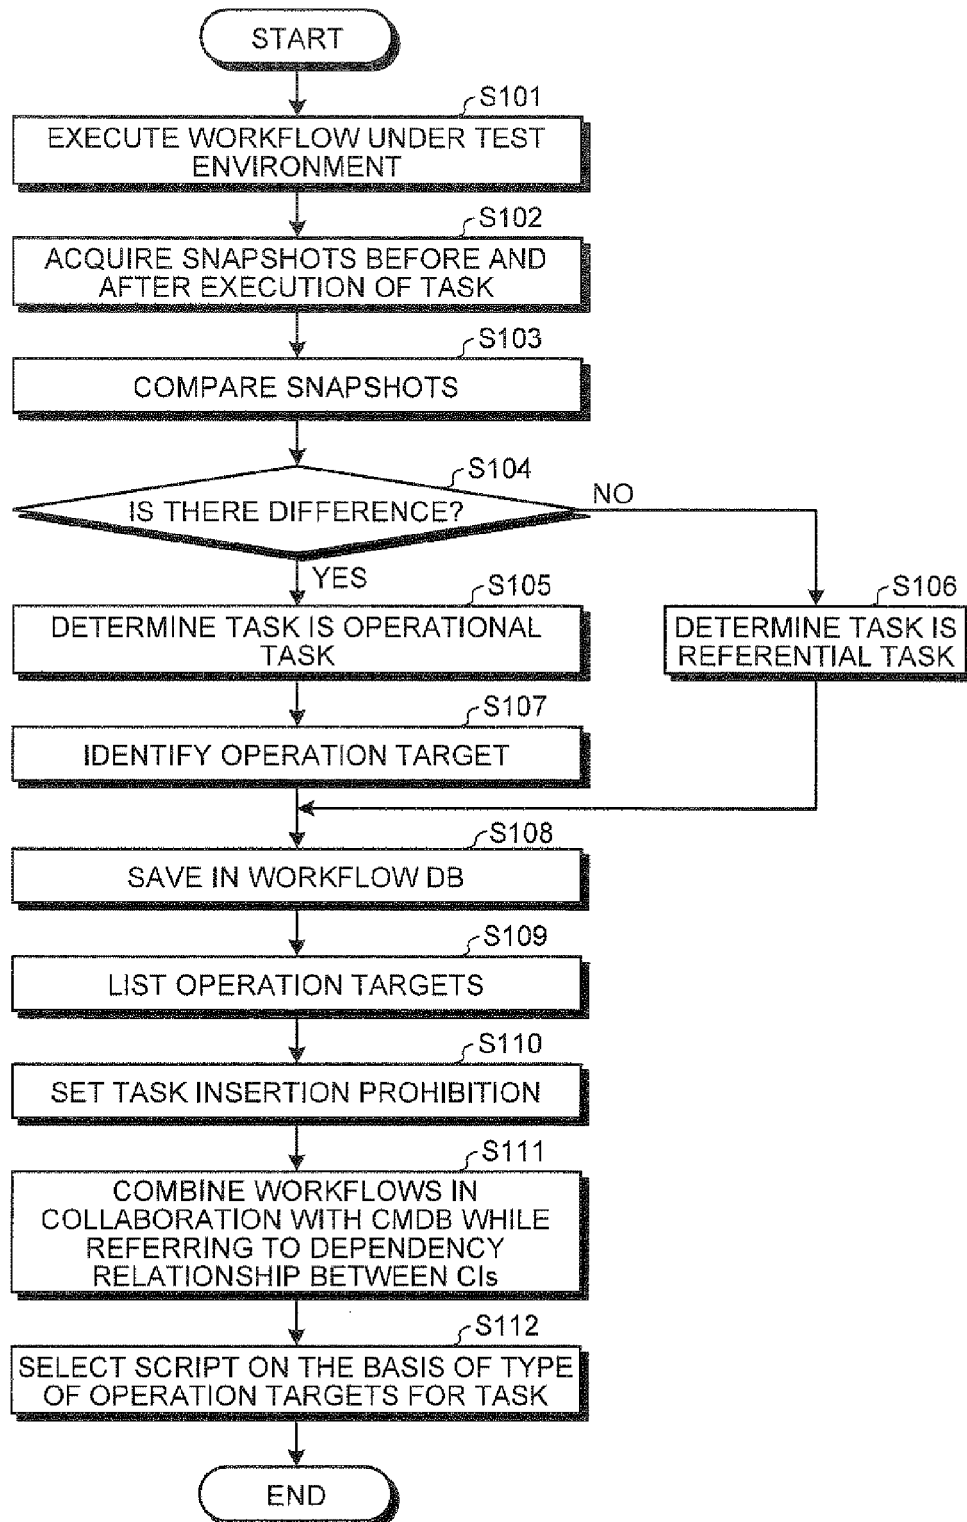 START
S101
EXECUTE WORKFLOW UNDER TEST
ENVIRONMENT
S102
ACQUIRE SNAPSHOTS BEFORE AND
AFTER EXECUTION OF TASK
S103
COMPARE SNAPSHOTS
S104
IS THERE DIFFERENCE?
NO
YES
S105
DETERMINE TASK IS OPERATIONAL
TASK
S106
DETERMINE TASK IS
REFERENTIAL TASK
S107
IDENTIFY OPERATION TARGET
S108
SAVE IN WORKFLOW DB
S109
LIST OPERATION TARGETS
S110
SET TASK INSERTION PROHIBITION
S111
COMBINE WORKFLOWS IN
COLLABORATION WITH CMDB WHILE
REFERRING TO DEPENDENCY
RELATIONSHIP BETWEEN CIs
S112
SELECT SCRIPT ON THE BASIS OF TYPE
OF OPERATION TARGETS FOR TASK
END